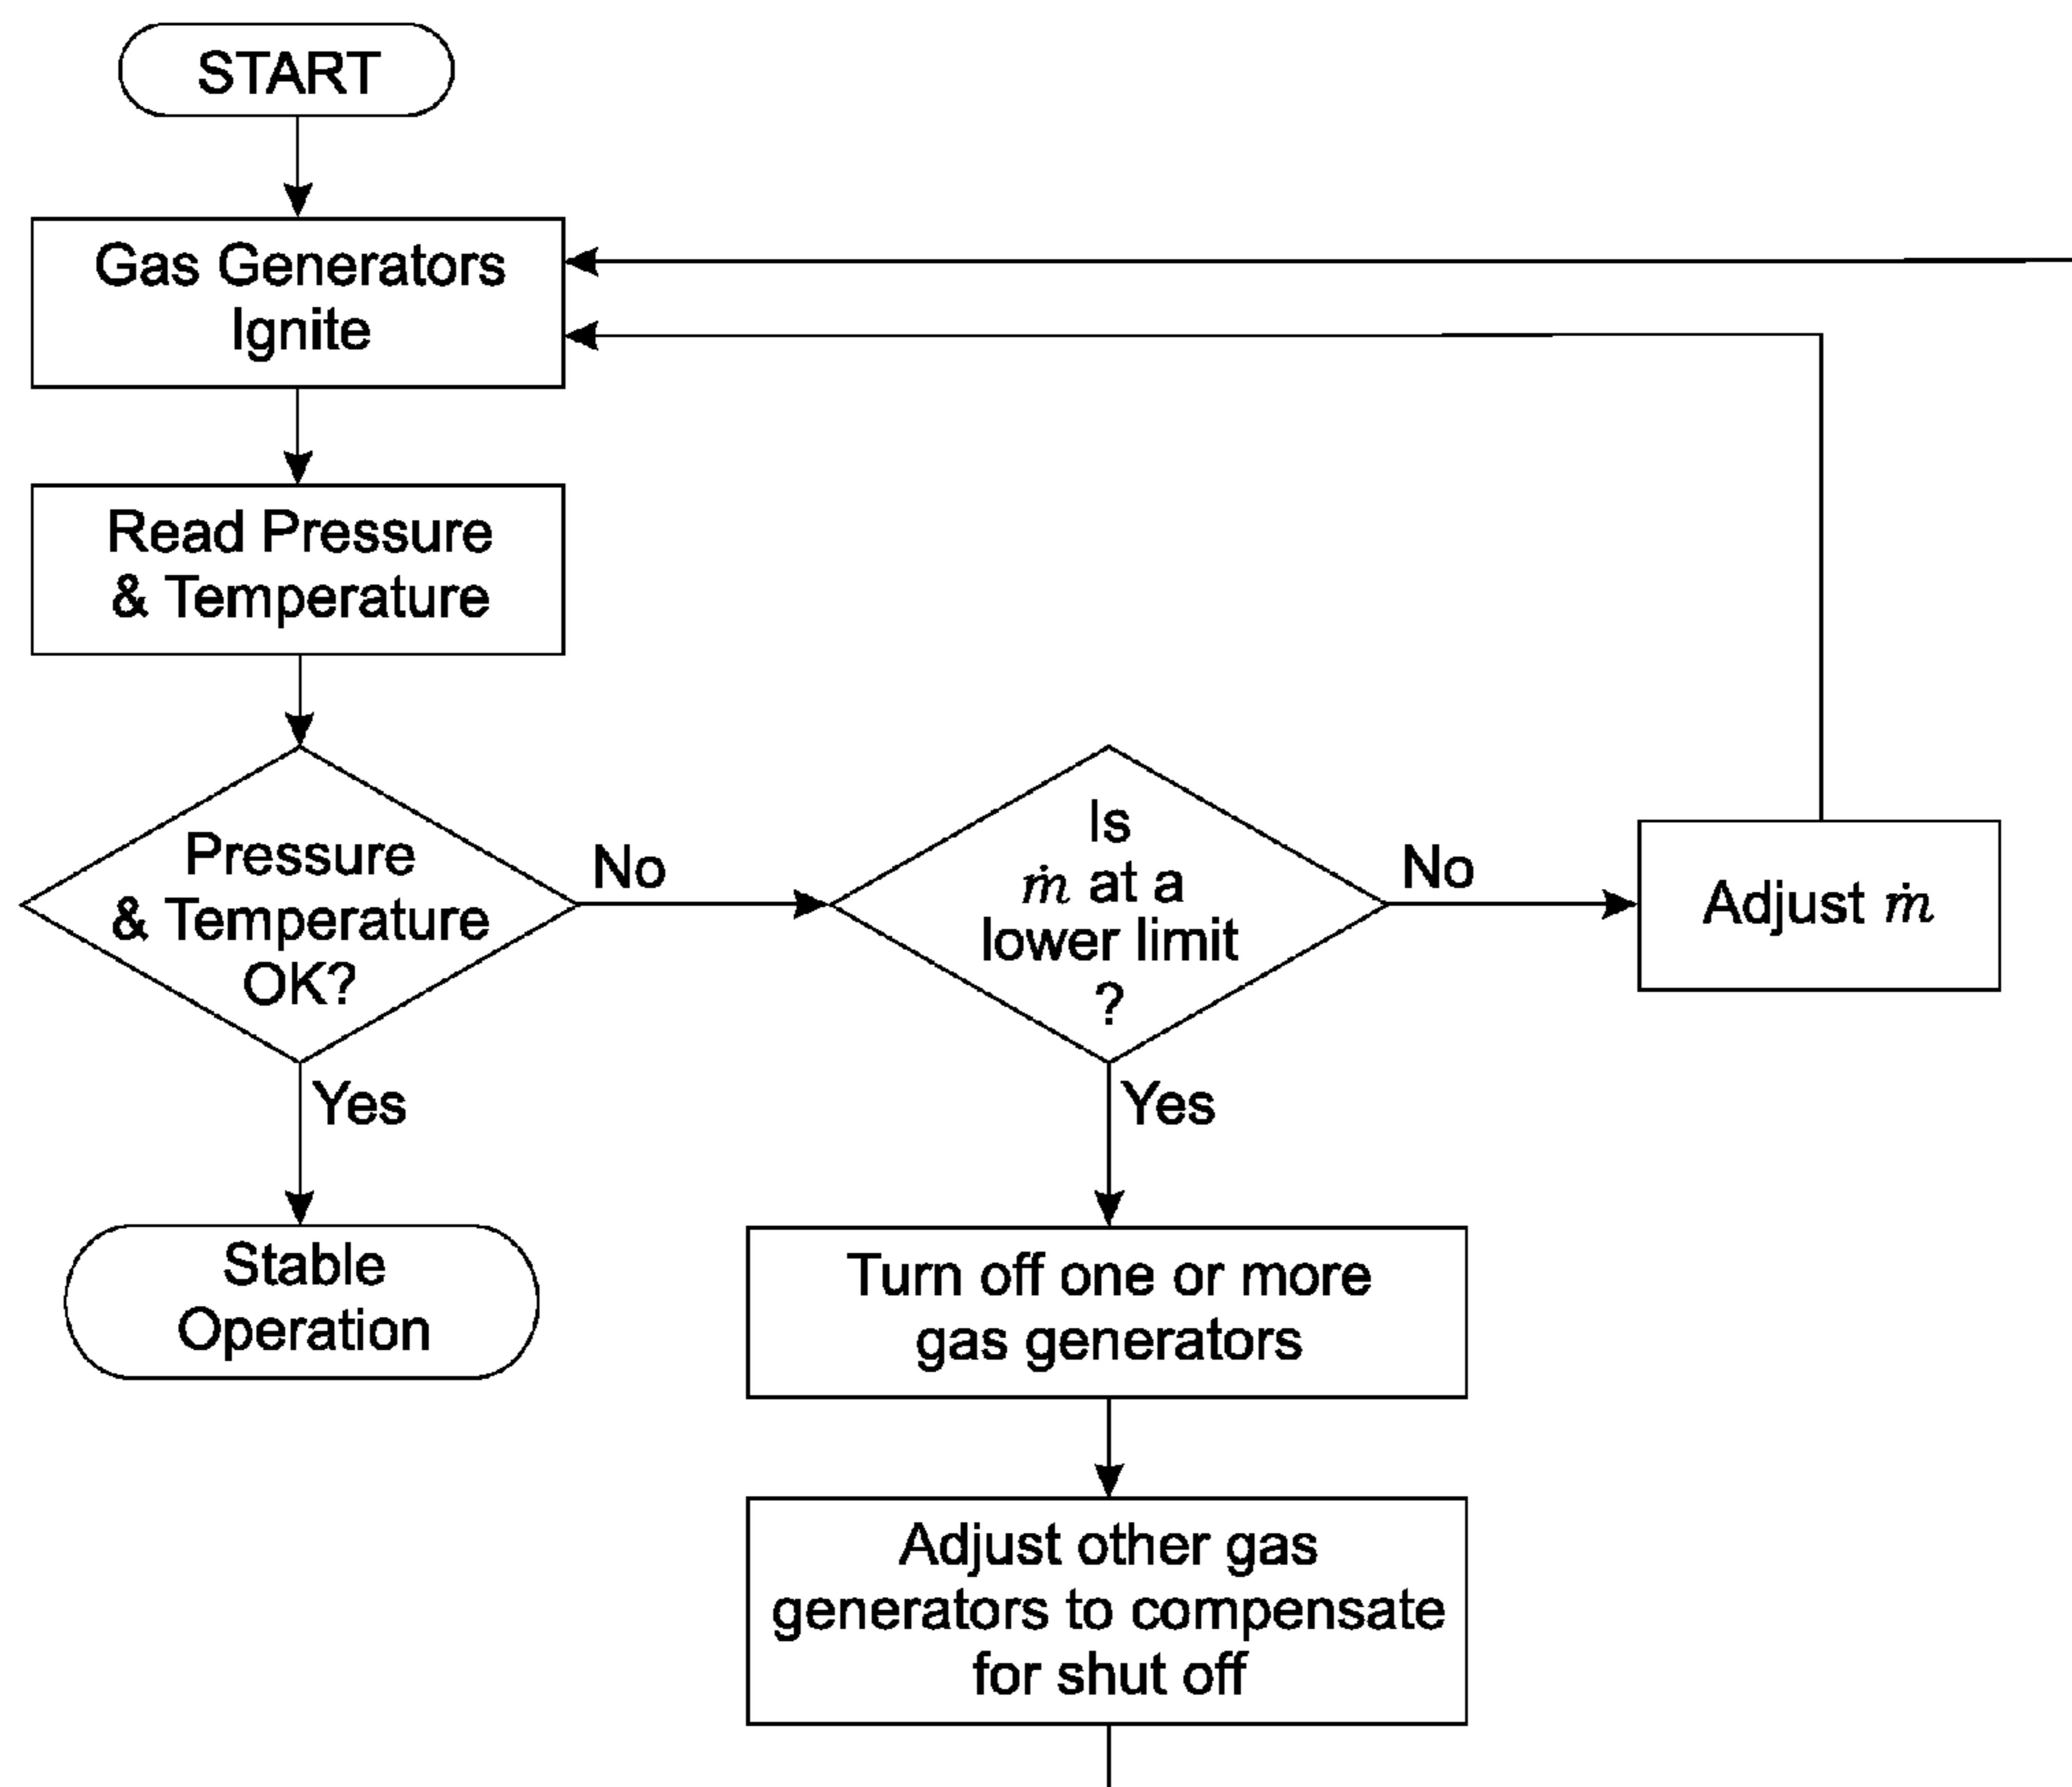 START
Gas Generators
Ignite
Read Pressure
& Temperature
Pressure
& Temperature
OK?
No
Is
ṁ at a
lower limit
?
No
Adjust ṁ
Yes
Yes
Stable
Operation
Turn off one or more
gas generators
Adjust other gas
generators to compensate
for shut off